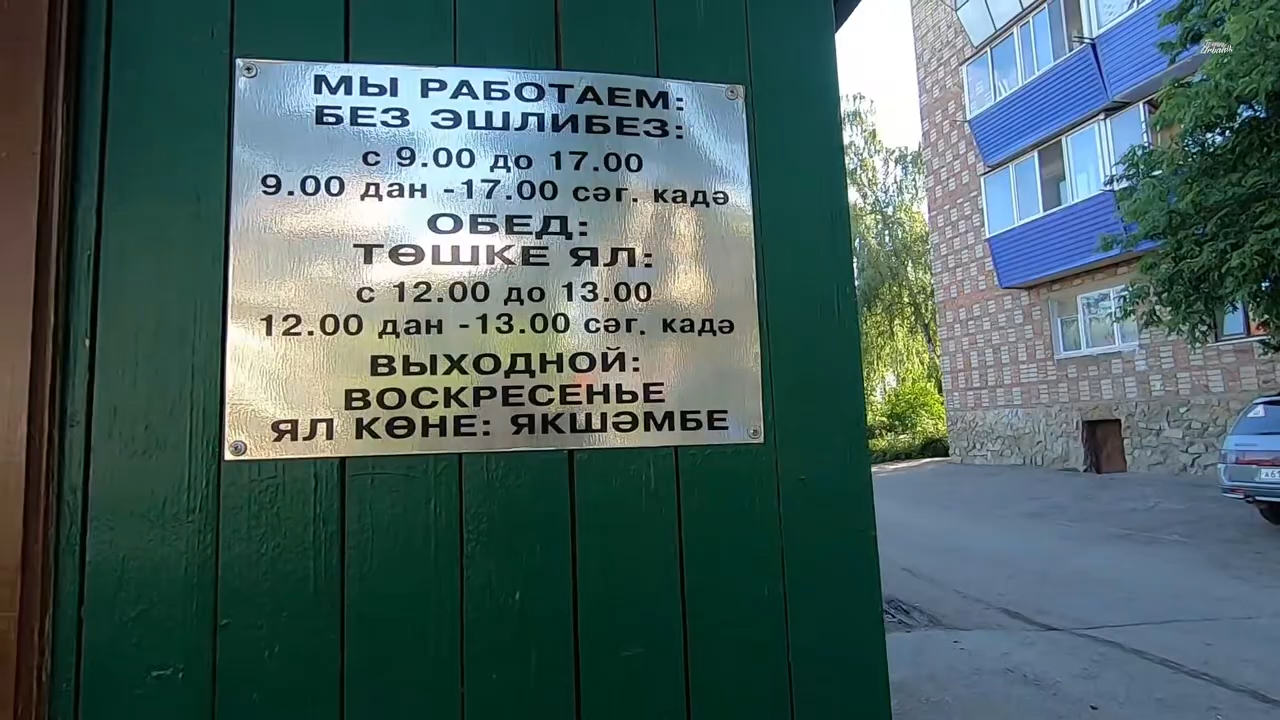 МЫ РАБОТАЕМ:
БЕЗ ЭШЛИБЕЗ:
с 9.00 до 17.00
9.00 дан -17.00 сәг. кадә
ОБЕД:
ТӨШКЕ ЯЛ:
с 12.00 до 13.00
12.00 дан -13.00 сәг. кадә
ВЫХОДНОЙ:
ВОСКРЕСЕНЬЕ
ЯЛ КӨНЕ: ЯКШӘМБЕ